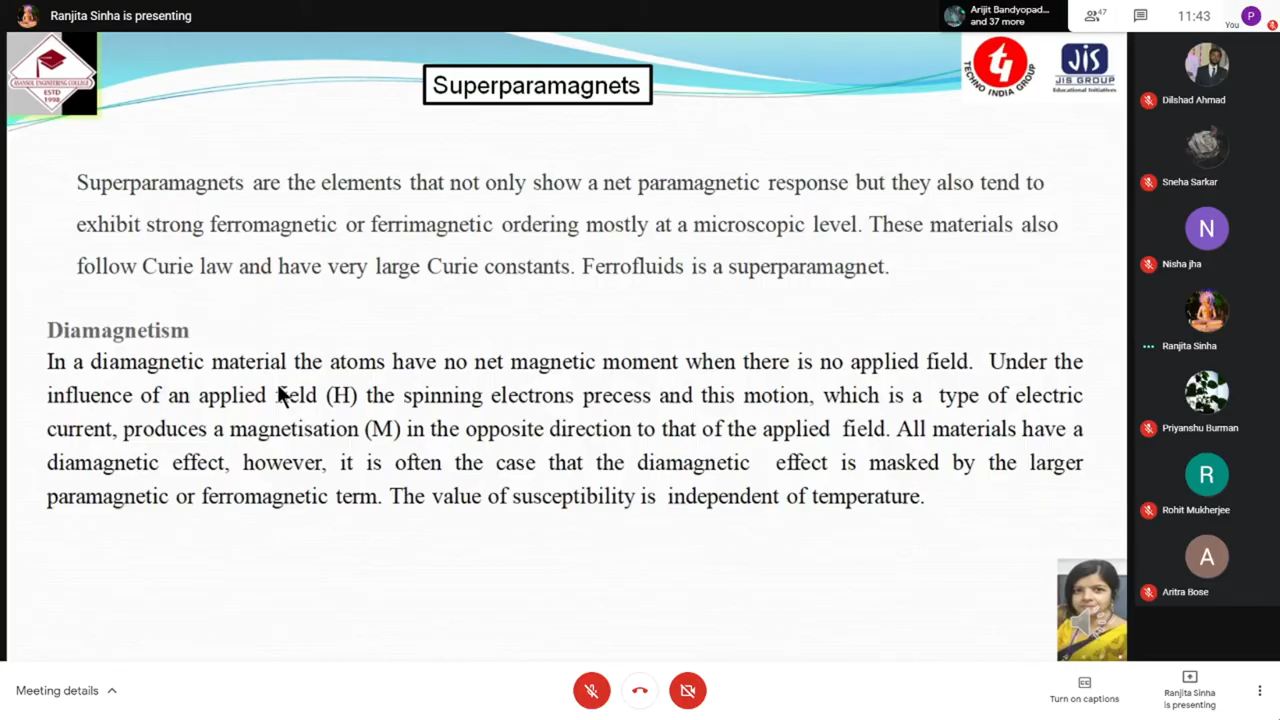 Ranjita Sinha is presenting
Arijit Bandyopad...
and 37 more
47
11:43
You
P
ASANSOL ENGINEERING COLLEGE
ESTD
1998
Superparamagnets
TECHNO INDIA GROUP
JIS
JIS GROUP
Educational Initiatives
Superparamagnets are the elements that not only show a net paramagnetic response but they also tend to
exhibit strong ferromagnetic or ferrimagnetic ordering mostly at a microscopic level. These materials also
follow Curie law and have very large Curie constants. Ferrofluids is a superparamagnet.
Diamagnetism
In a diamagnetic material the atoms have no net magnetic moment when there is no applied field. Under the
influence of an applied field (H) the spinning electrons precess and this motion, which is a type of electric
current, produces a magnetisation (M) in the opposite direction to that of the applied field. All materials have a
diamagnetic effect, however, it is often the case that the diamagnetic effect is masked by the larger
paramagnetic or ferromagnetic term. The value of susceptibility is independent of temperature.
Dilshad Ahmad
Sneha Sarkar
N
Nisha jha
Ranjita Sinha
Priyanshu Burman
R
Rohit Mukherjee
A
Aritra Bose
Meeting details
CC
Turn on captions
Ranjita Sinha
is presenting